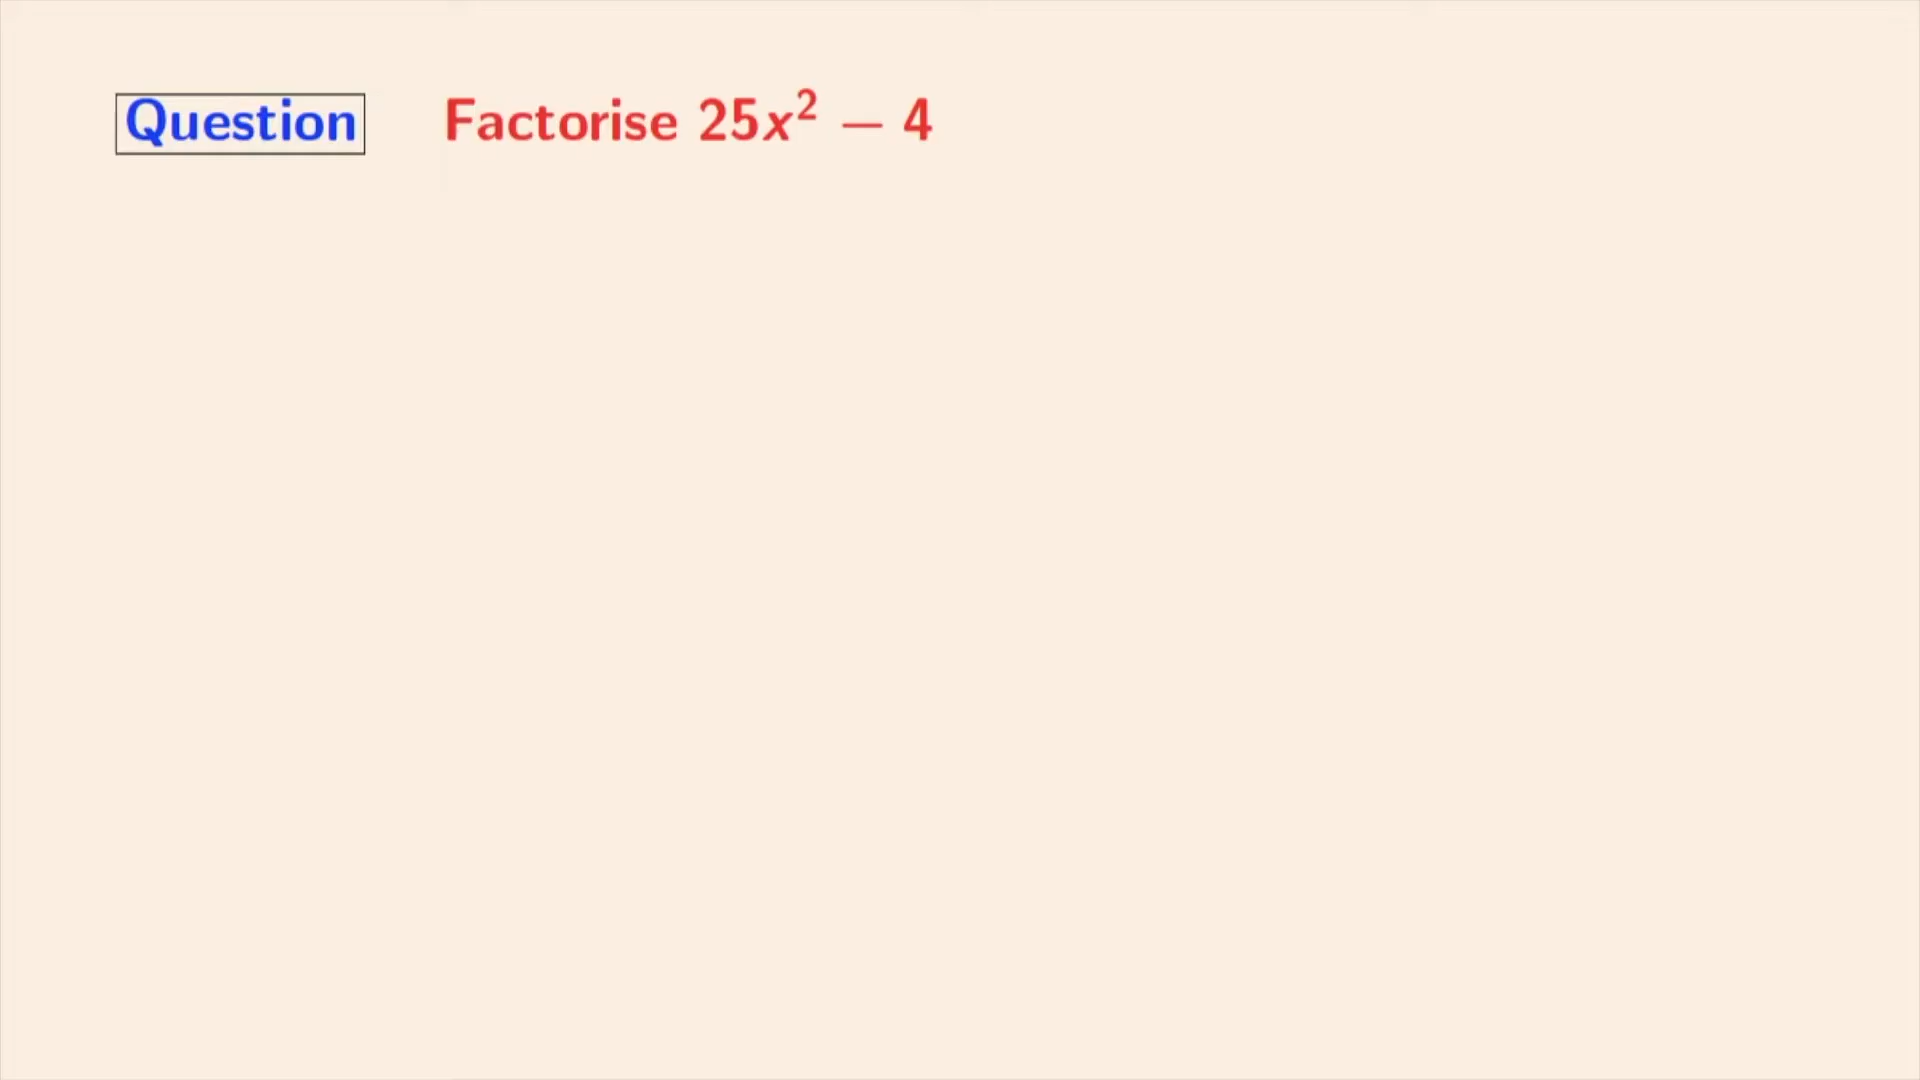 Question Factorise 25x² − 4